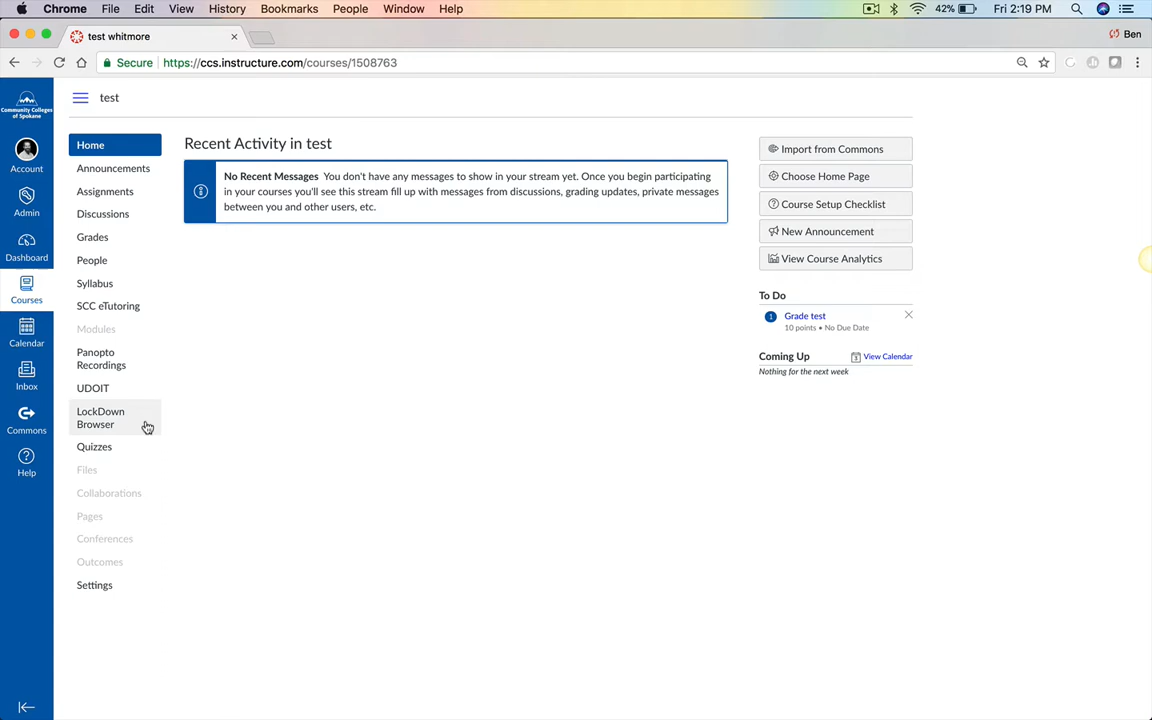 Chrome File Edit View History Bookmarks People Window Help 42% Fri 2:19 PM
test whitmore Ben
Secure https://ccs.instructure.com/courses/1508763
Community Colleges
of Spokane
Account
Admin
Dashboard
Courses
Calendar
Inbox
Commons
Help
test
Home
Announcements
Assignments
Discussions
Grades
People
Syllabus
SCC eTutoring
Modules
Panopto
Recordings
UDOIT
LockDown
Browser
Quizzes
Files
Collaborations
Pages
Conferences
Outcomes
Settings
Recent Activity in test
No Recent Messages You don't have any messages to show in your stream yet. Once you begin participating
in your courses you'll see this stream fill up with messages from discussions, grading updates, private messages
between you and other users, etc.
Import from Commons
Choose Home Page
Course Setup Checklist
New Announcement
View Course Analytics
To Do
1 Grade test
10 points • No Due Date
Coming Up View Calendar
Nothing for the next week